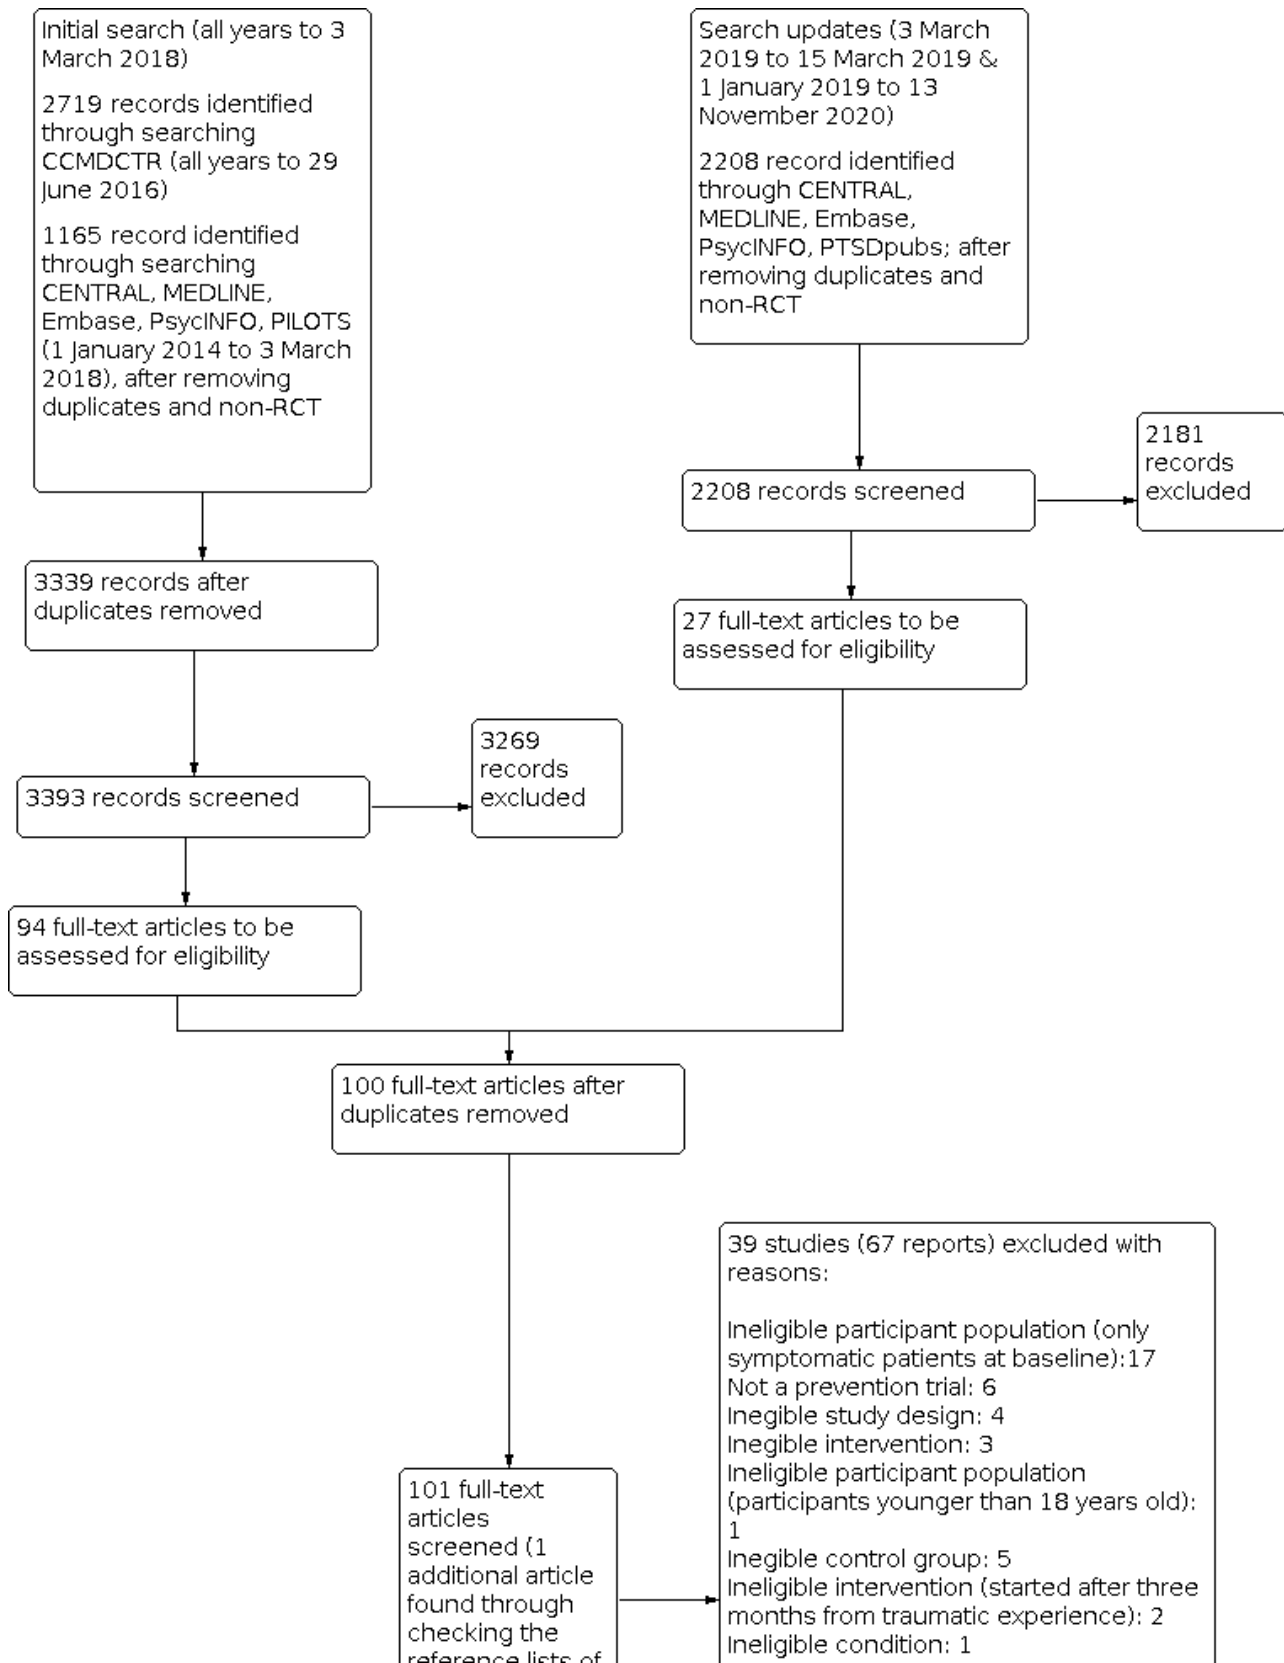 Initial search (all years to 3
March 2018)
2719 records identified
through searching
CCMDCTR (all years to 29
June 2016)
1165 record identified
through searching
CENTRAL, MEDLINE,
Embase, PsycINFO, PILOTS
(1 January 2014 to 3 March
2018), after removing
duplicates and non-RCT
Search updates (3 March
2019 to 15 March 2019 &
1 January 2019 to 13
November 2020)
2208 record identified
through CENTRAL,
MEDLINE, Embase,
PsycINFO, PTSDpubs; after
removing duplicates and
non-RCT
2208 records screened
2181
records
excluded
3339 records after
duplicates removed
27 full-text articles to be
assessed for eligibility
3393 records screened
3269
records
excluded
94 full-text articles to be
assessed for eligibility
100 full-text articles after
duplicates removed
101 full-text
articles
screened (1
additional article
found through
checking the
reference lists of
39 studies (67 reports) excluded with
reasons:
Ineligible participant population (only
symptomatic patients at baseline):17
Not a prevention trial: 6
Inegible study design: 4
Inegible intervention: 3
Ineligible participant population
(participants younger than 18 years old):
1
Inegible control group: 5
Ineligible intervention (started after three
months from traumatic experience): 2
Ineligible condition: 1